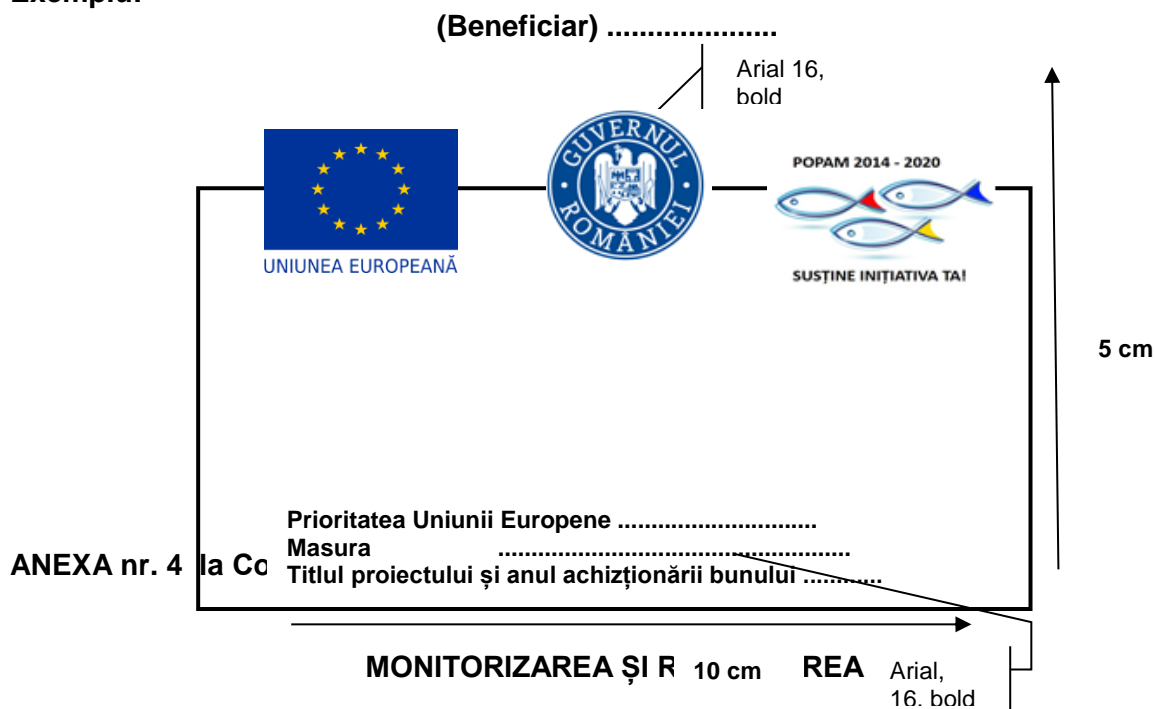 (Beneficiar) .....................
Arial 16,
bold
GUVERNUL ROMÂNIEI
POPAM 2014 - 2020
UNIUNEA EUROPEANĂ
SUSȚINE INIȚIATIVA TA!
5 cm
Prioritatea Uniunii Europene ..............................
Masura .....................................................
ANEXA nr. 4 la Co
Titlul proiectului și anul achiziționării bunului ............
MONITORIZAREA ȘI R 10 cm REA
Arial,
16, bold